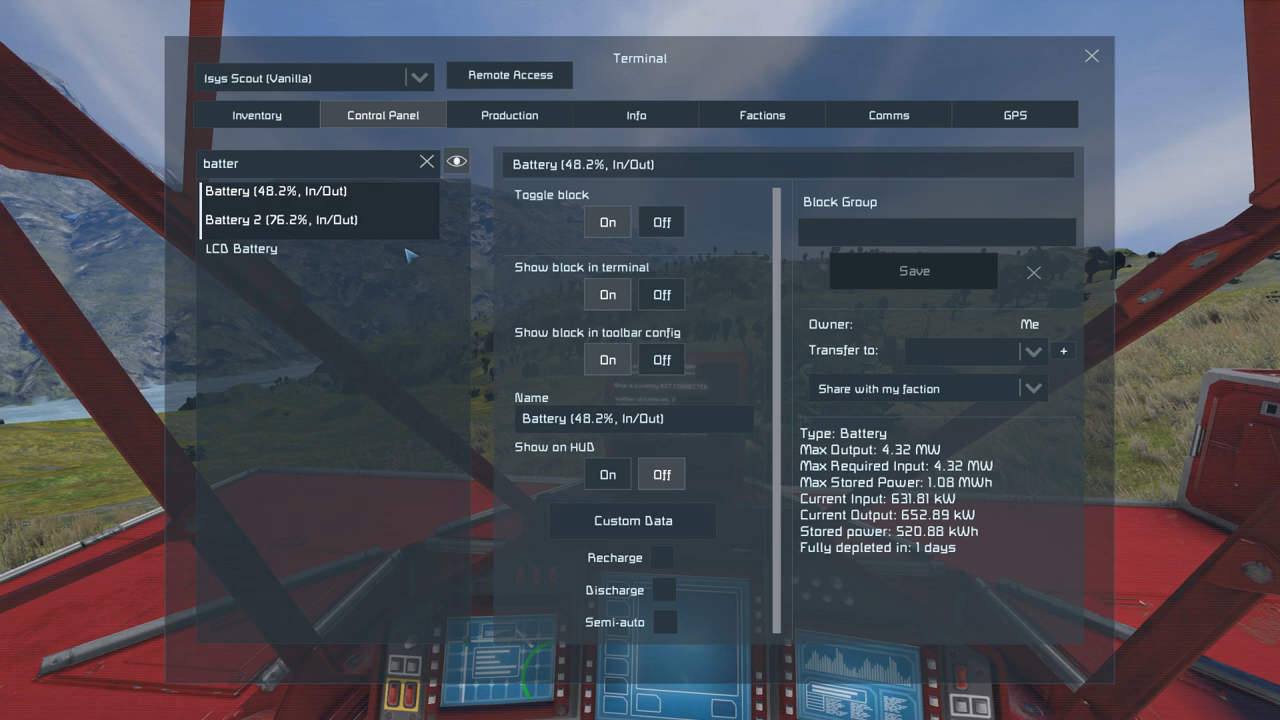 Terminal
Isys Scout (Vanilla)
Remote Access
Inventory
Control Panel
Production
Info
Factions
Comms
GPS
batter
Battery (48.2%, In/Out)
Battery 2 (76.2%, In/Out)
LCD Battery
Battery (48.2%, In/Out)
Toggle block
On Off
Show block in terminal
On Off
Show block in toolbar config
On Off
Name
Battery (48.2%, In/Out)
Show on HUD
On Off
Custom Data
Recharge
Discharge
Semi-auto
Block Group
Save
Owner: Me
Transfer to:
+
Share with my faction
Type: Battery
Max Output: 4.32 MW
Max Required Input: 4.32 MW
Max Stored Power: 1.08 MWh
Current Input: 631.81 kW
Current Output: 652.89 kW
Stored power: 520.88 kWh
Fully depleted in: 1 days